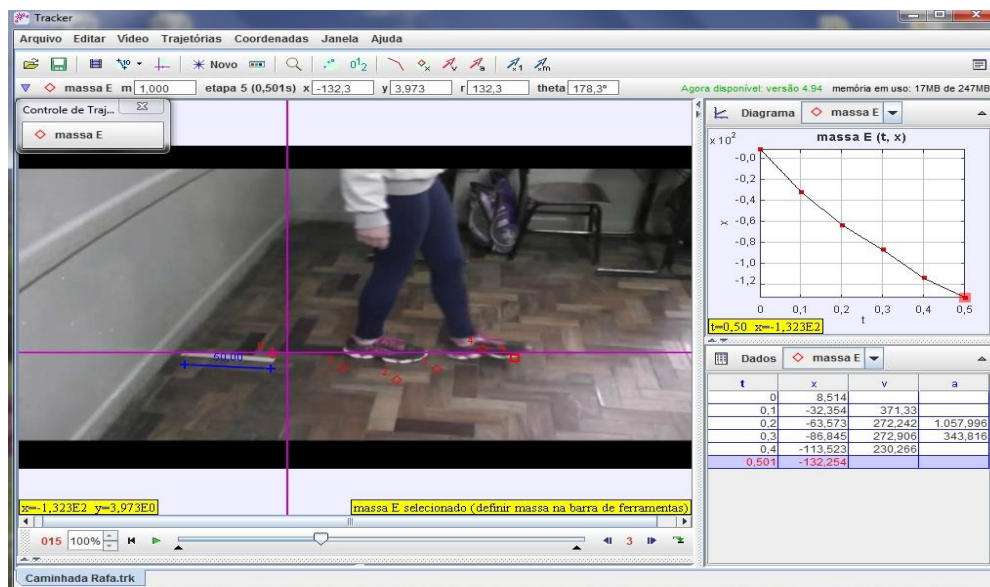 Tracker
Arquivo Editar Vídeo Trajetórias Coordenadas Janela Ajuda
Novo
massa E m 1,000 etapa 5 (0,501s) x -132,3 y 3,973 r 132,3 theta 178,3° Agora disponível: versão 4.94 memória em uso: 17MB de 247MB
Controle de Traj...
massa E
Diagrama massa E
massa E (t, x)
x 10²
-0,0
-0,2
-0,4
-0,6
-0,8
-1,0
-1,2
x
0 0,1 0,2 0,3 0,4 0,5
t
t=0,50 x=-1,323E2
50,00
Dados massa E
t x v a
0 8,514
0,1 -32,354 371,33
0,2 -63,573 272,242 1.057,996
0,3 -86,845 272,906 343,816
0,4 -113,523 230,266
0,501 -132,254
x=-1,323E2 y=3,973E0
massa E selecionado (definir massa na barra de ferramentas)
015 100% 3
Caminhada Rafa.trk